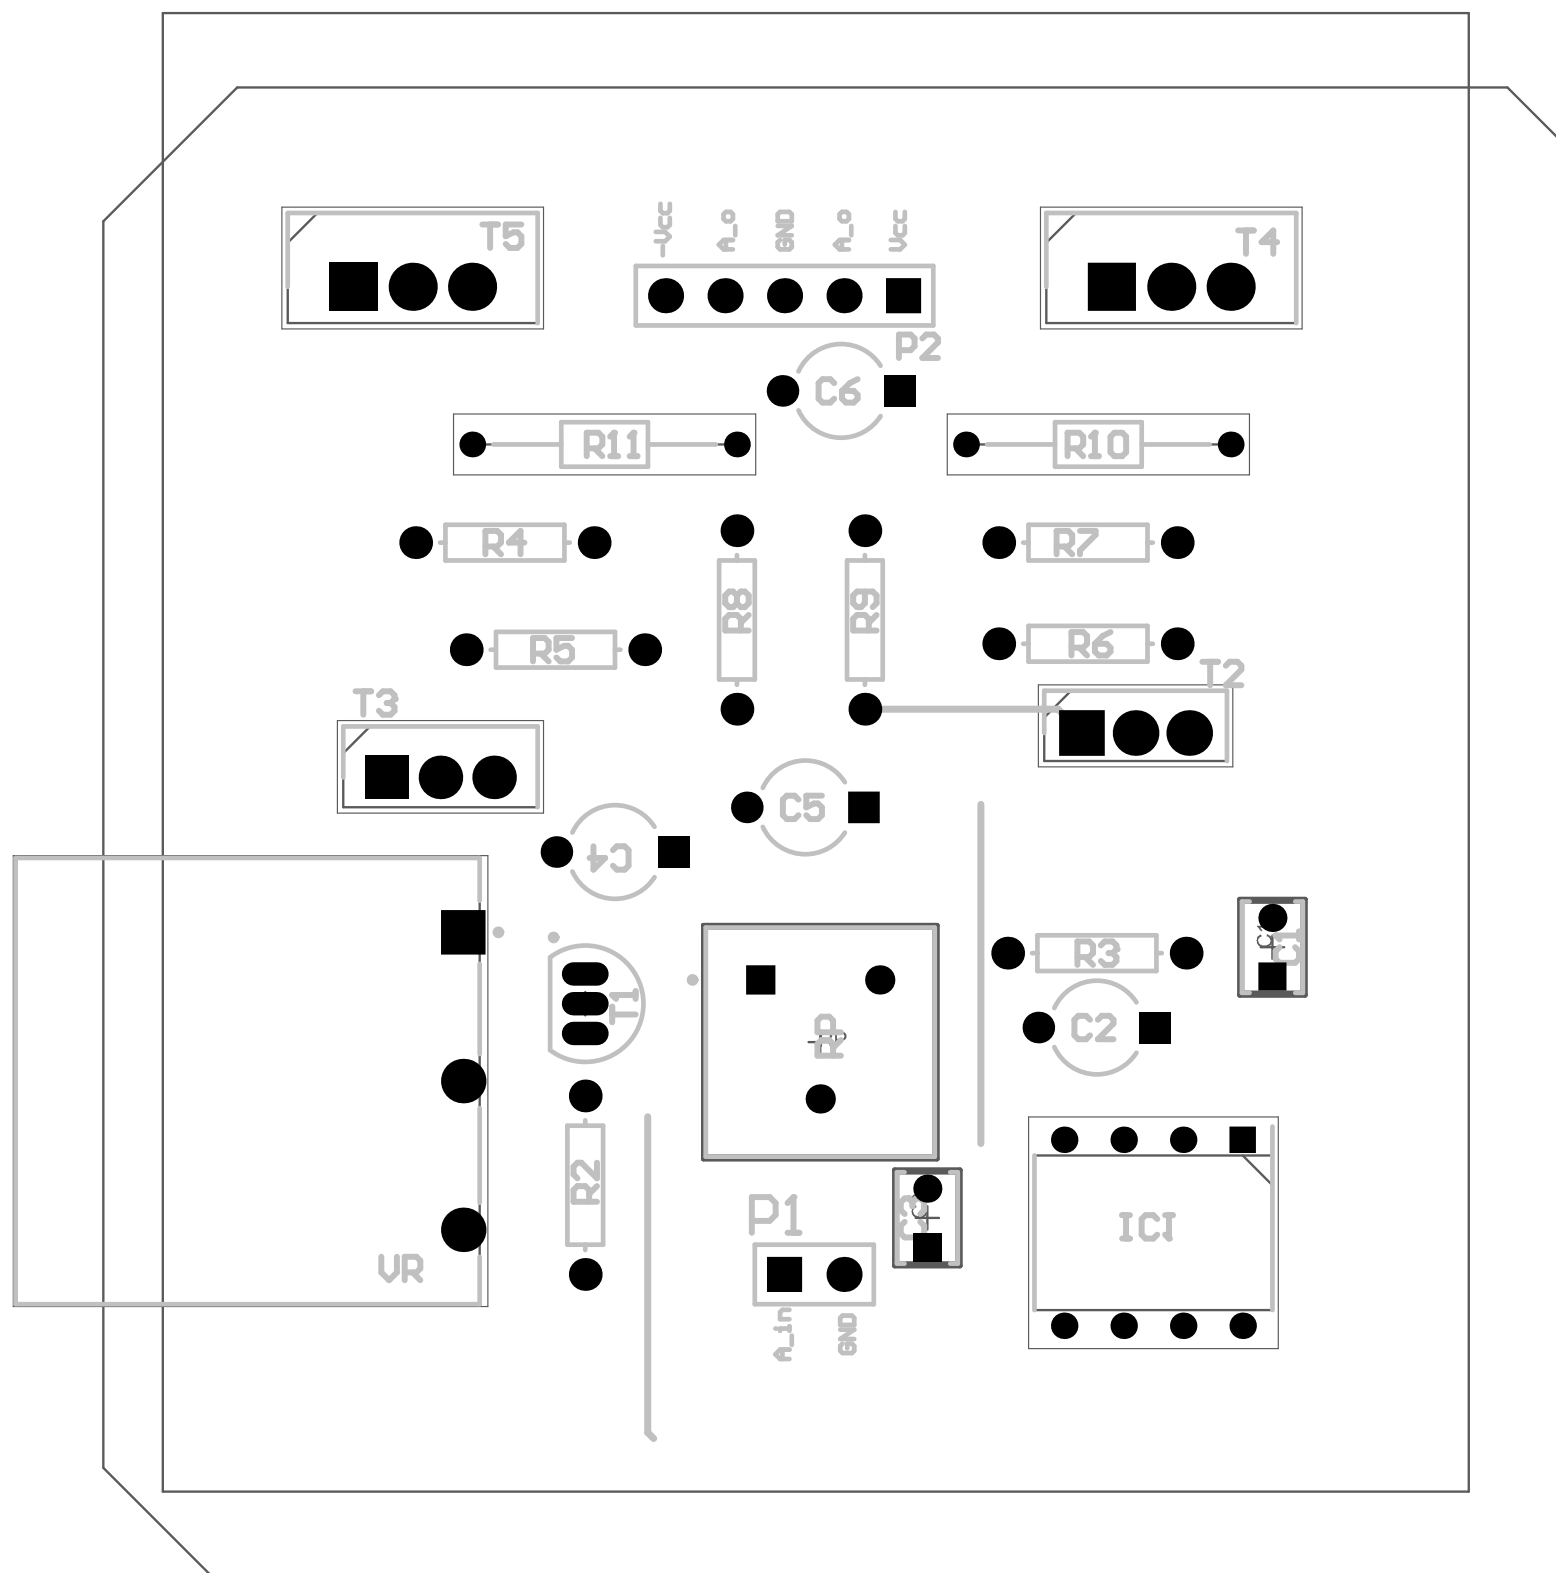 -Vcc
A_o
GND
A_o
Vcc
T5
T4
P2
C6
R11
R10
R4
R7
R8
R9
R5
R6
T3
T2
C5
C4
C1
R3
T1
C2
RP
R2
C3
P1
IC1
VR
A_in
GND